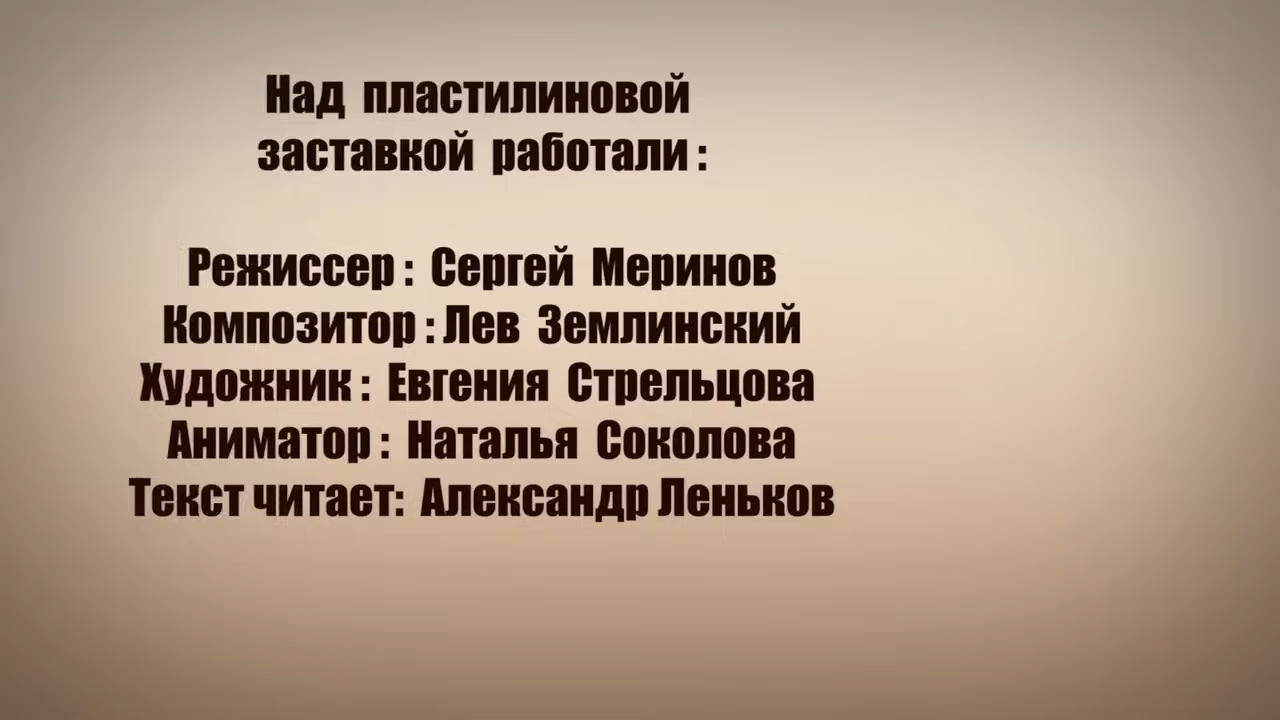 Над пластилиновой
заставкой работали :
Режиссер : Сергей Меринов
Композитор : Лев Землинский
Художник : Евгения Стрельцова
Аниматор : Наталья Соколова
Текст читает: Александр Леньков